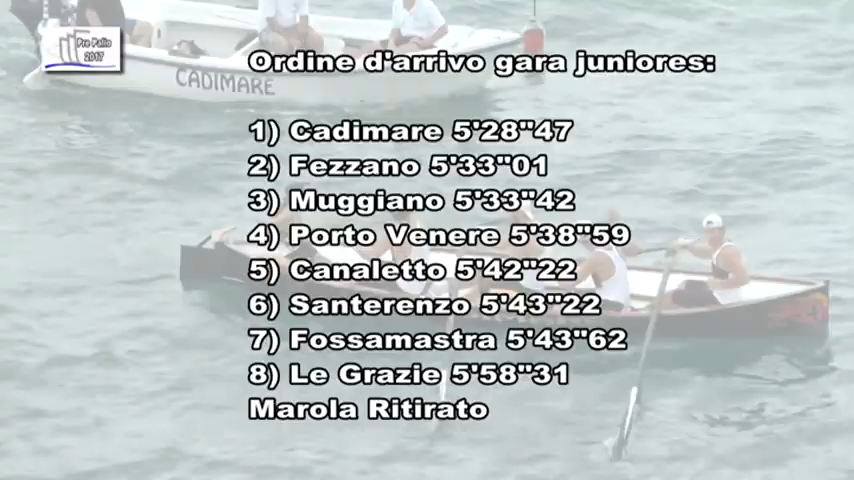 Pre Palio
2017
CADIMARE
Ordine d'arrivo gara juniores:
1) Cadimare 5'28"47
2) Fezzano 5'33"01
3) Muggiano 5'33"42
4) Porto Venere 5'38"59
5) Canaletto 5'42"22
6) Santerenzo 5'43"22
7) Fossamastra 5'43"62
8) Le Grazie 5'58"31
Marola Ritirato